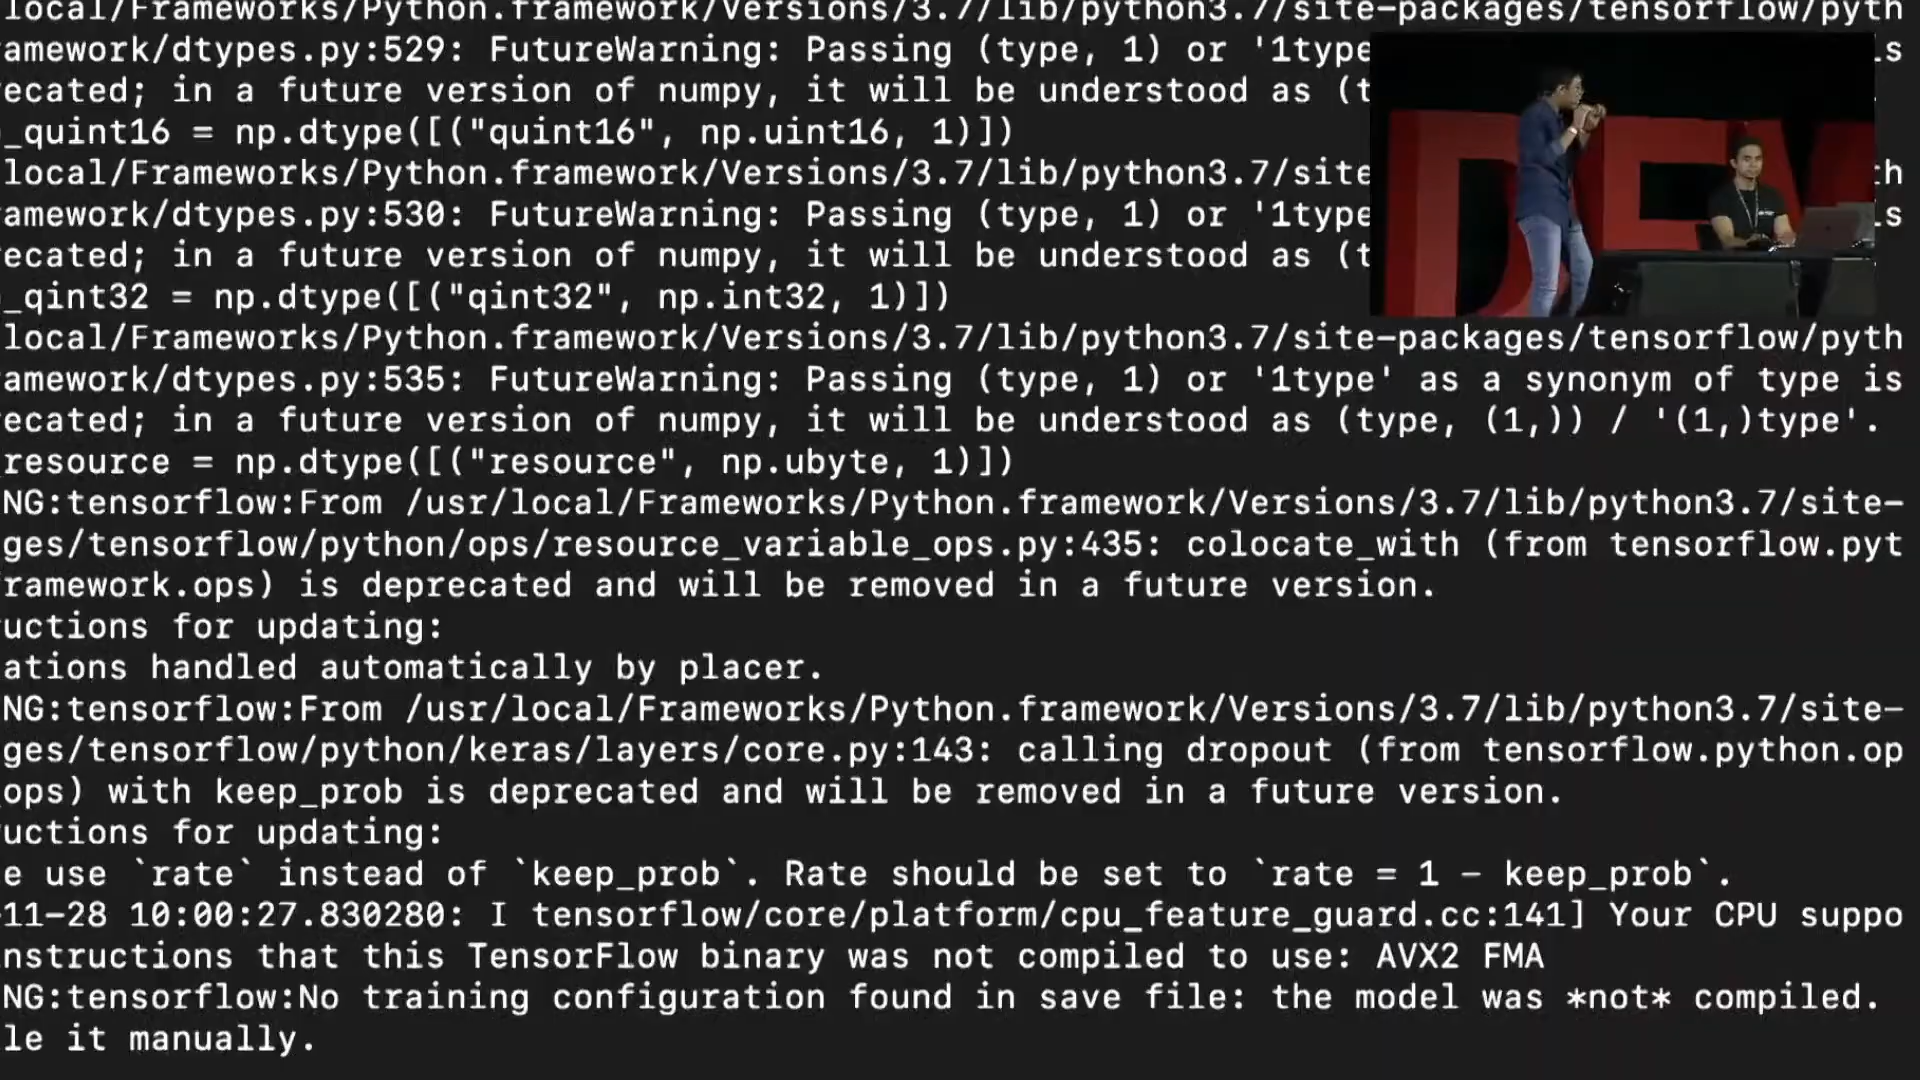 local/Frameworks/Python.framework/Versions/3.7/lib/python3.7/site-packages/tensorflow/pyth
amework/dtypes.py:529: FutureWarning: Passing (type, 1) or '1type
ecated; in a future version of numpy, it will be understood as (t
_quint16 = np.dtype([("quint16", np.uint16, 1)])
local/Frameworks/Python.framework/Versions/3.7/lib/python3.7/site
amework/dtypes.py:530: FutureWarning: Passing (type, 1) or '1type
ecated; in a future version of numpy, it will be understood as (t
_qint32 = np.dtype([("qint32", np.int32, 1)])
local/Frameworks/Python.framework/Versions/3.7/lib/python3.7/site-packages/tensorflow/pyth
amework/dtypes.py:535: FutureWarning: Passing (type, 1) or '1type' as a synonym of type is
ecated; in a future version of numpy, it will be understood as (type, (1,)) / '(1,)type'.
resource = np.dtype([("resource", np.ubyte, 1)])
NG:tensorflow:From /usr/local/Frameworks/Python.framework/Versions/3.7/lib/python3.7/site-
ges/tensorflow/python/ops/resource_variable_ops.py:435: colocate_with (from tensorflow.pyt
ramework.ops) is deprecated and will be removed in a future version.
uctions for updating:
ations handled automatically by placer.
NG:tensorflow:From /usr/local/Frameworks/Python.framework/Versions/3.7/lib/python3.7/site-
ges/tensorflow/python/keras/layers/core.py:143: calling dropout (from tensorflow.python.op
ops) with keep_prob is deprecated and will be removed in a future version.
uctions for updating:
e use `rate` instead of `keep_prob`. Rate should be set to `rate = 1 - keep_prob`.
-11-28 10:00:27.830280: I tensorflow/core/platform/cpu_feature_guard.cc:141] Your CPU suppo
nstructions that this TensorFlow binary was not compiled to use: AVX2 FMA
NG:tensorflow:No training configuration found in save file: the model was *not* compiled.
le it manually.